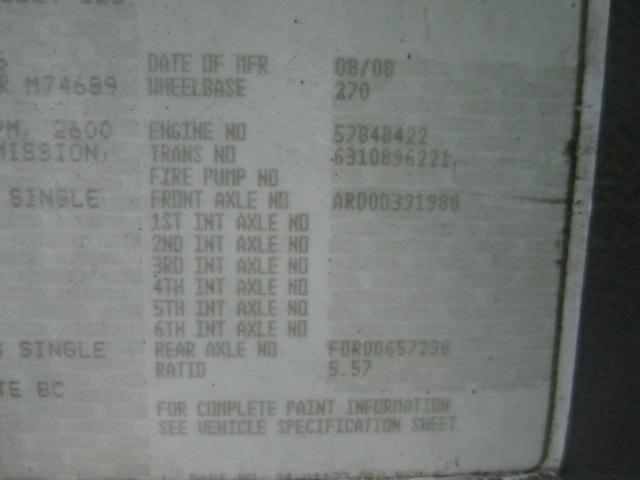 DATE OF MFR 08/08
R M74689 WHEELBASE 270
PM, 2600 ENGINE NO 57848422
MISSION, TRANS NO 6310896221
FIRE PUMP NO
SINGLE FRONT AXLE NO ARD00391988
1ST INT AXLE NO
2ND INT AXLE NO
3RD INT AXLE NO
4TH INT AXLE NO
5TH INT AXLE NO
6TH INT AXLE NO
S SINGLE REAR AXLE NO FOR00657296
RATIO 5.57
TE BC
FOR COMPLETE PAINT INFORMATION
SEE VEHICLE SPECIFICATION SHEET